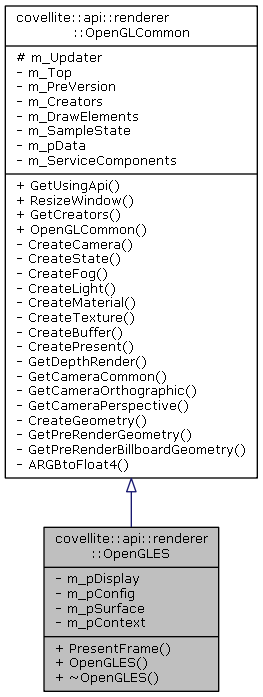 covellite::api::renderer
::OpenGLCommon
# m_Updater
- m_Top
- m_PreVersion
- m_Creators
- m_DrawElements
- m_SampleState
- m_pData
- m_ServiceComponents
+ GetUsingApi()
+ ResizeWindow()
+ GetCreators()
+ OpenGLCommon()
- CreateCamera()
- CreateState()
- CreateFog()
- CreateLight()
- CreateMaterial()
- CreateTexture()
- CreateBuffer()
- CreatePresent()
- GetDepthRender()
- GetCameraCommon()
- GetCameraOrthographic()
- GetCameraPerspective()
- CreateGeometry()
- GetPreRenderGeometry()
- GetPreRenderBillboardGeometry()
- ARGBtoFloat4()
covellite::api::renderer
::OpenGLES
- m_pDisplay
- m_pConfig
- m_pSurface
- m_pContext
+ PresentFrame()
+ OpenGLES()
+ ~OpenGLES()